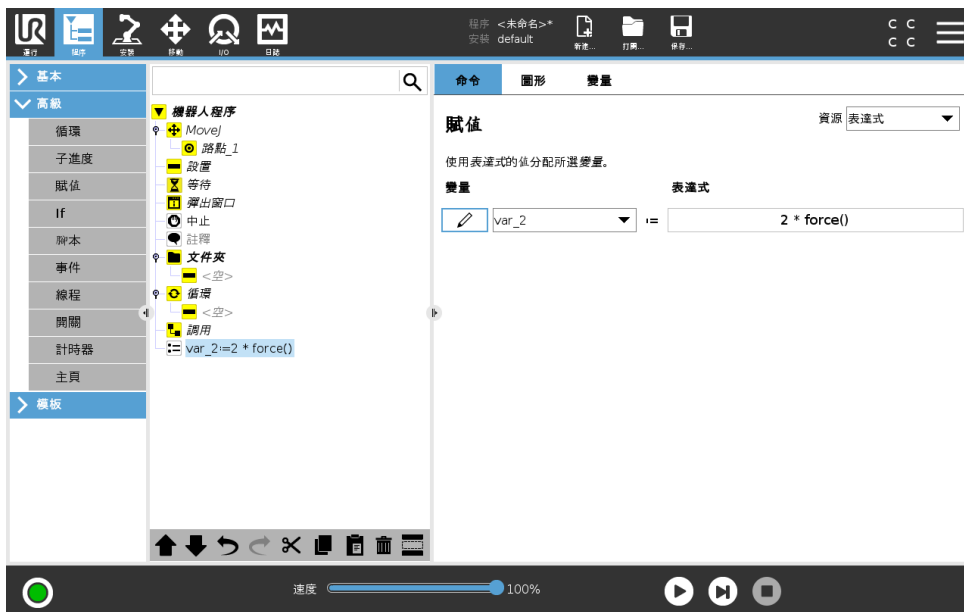 UR
運行
程序
安裝
移動
I/O
日誌
程序 <未命名>*
安裝 default
新建...
打開...
保存...
C C
C C
基本
高級
循環
子進度
賦值
If
腳本
事件
線程
開關
計時器
主頁
模板
機器人程序
MoveJ
路點_1
設置
等待
彈出窗口
中止
註釋
文件夾
<空>
循環
<空>
調用
var_2:=2 * force()
命令 圖形 變量
賦值
資源 表達式
使用表達式的值分配所選變量。
變量 表達式
var_2 := 2 * force()
速度 100%